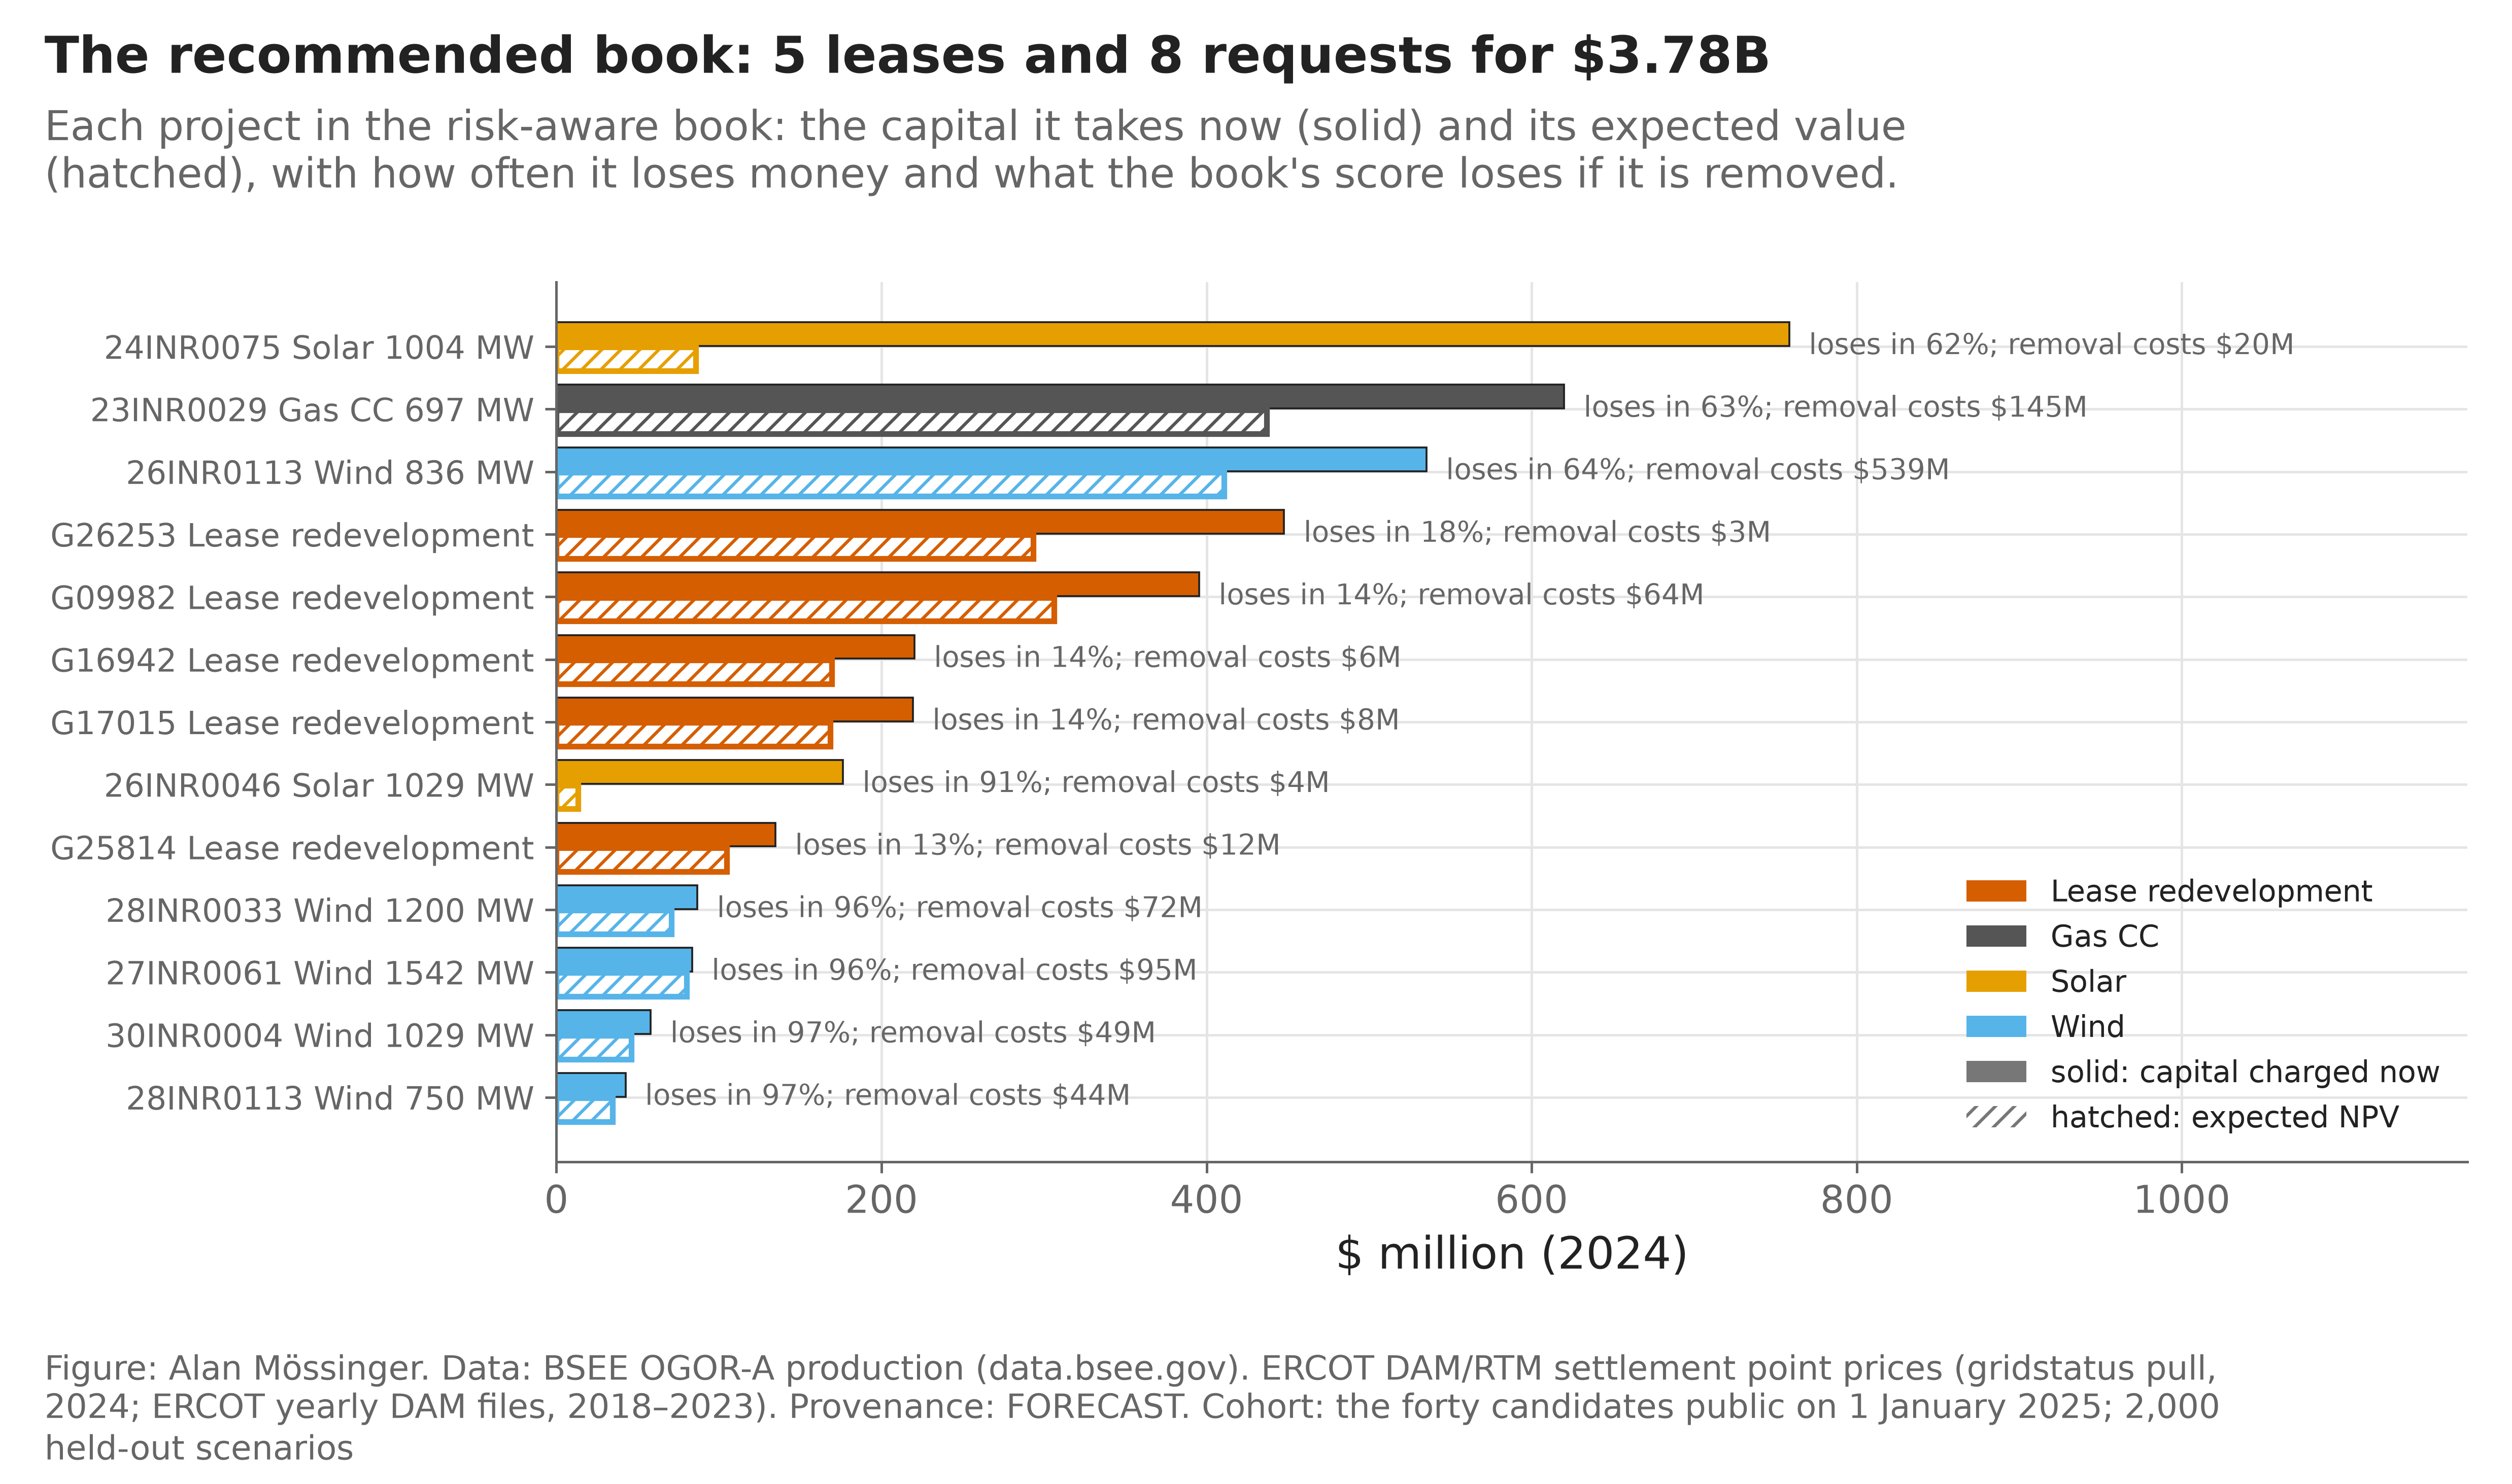 The recommended book: 5 leases and 8 requests for $3.78B
Each project in the risk-aware book: the capital it takes now (solid) and its expected value
(hatched), with how often it loses money and what the book's score loses if it is removed.
24INR0075 Solar 1004 MW
loses in 62%; removal costs $20M
23INR0029 Gas CC 697 MW
loses in 63%; removal costs $145M
26INR0113 Wind 836 MW
loses in 64%; removal costs $539M
G26253 Lease redevelopment
loses in 18%; removal costs $3M
G09982 Lease redevelopment
loses in 14%; removal costs $64M
G16942 Lease redevelopment
loses in 14%; removal costs $6M
G17015 Lease redevelopment
loses in 14%; removal costs $8M
26INR0046 Solar 1029 MW
loses in 91%; removal costs $4M
G25814 Lease redevelopment
loses in 13%; removal costs $12M
28INR0033 Wind 1200 MW
loses in 96%; removal costs $72M
27INR0061 Wind 1542 MW
loses in 96%; removal costs $95M
30INR0004 Wind 1029 MW
loses in 97%; removal costs $49M
28INR0113 Wind 750 MW
loses in 97%; removal costs $44M
Lease redevelopment
Gas CC
Solar
Wind
solid: capital charged now
hatched: expected NPV
0 200 400 600 800 1000
$ million (2024)
Figure: Alan Mössinger. Data: BSEE OGOR-A production (data.bsee.gov). ERCOT DAM/RTM settlement point prices (gridstatus pull,
2024; ERCOT yearly DAM files, 2018–2023). Provenance: FORECAST. Cohort: the forty candidates public on 1 January 2025; 2,000
held-out scenarios